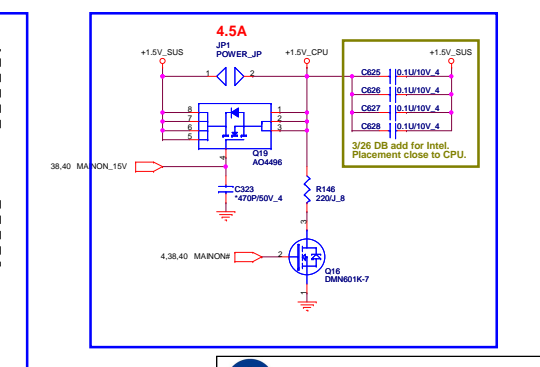 4.5A
JP1
POWER_JP
+1.5V_SUS
+1.5V_CPU
+1.5V_SUS
1
2
C625
0.1U/10V_4
C626
0.1U/10V_4
C627
0.1U/10V_4
C628
0.1U/10V_4
3/26 DB add for Intel.
Placement close to CPU.
8
7
6
5
1
2
3
4
Q19
AO4496
38,40 MAINON_15V
C323
*470P/50V_4
R146
220/J_8
3
4,38,40 MAINON#
2
Q16
DMN601K-7
1